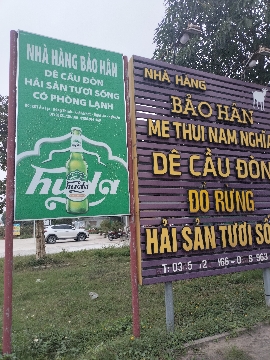 NHÀ HÀNG BẢO HÂN
DÊ CẦU ĐÒN
HẢI SẢN TƯƠI SỐNG
CÓ PHÒNG LẠNH
huda
NHÀ HÀNG
BẢO HÂN
ME THUI NAM NGHĨA
DÊ CẦU ĐÒN
ĐỒ RỪNG
HẢI SẢN TƯƠI SỐ